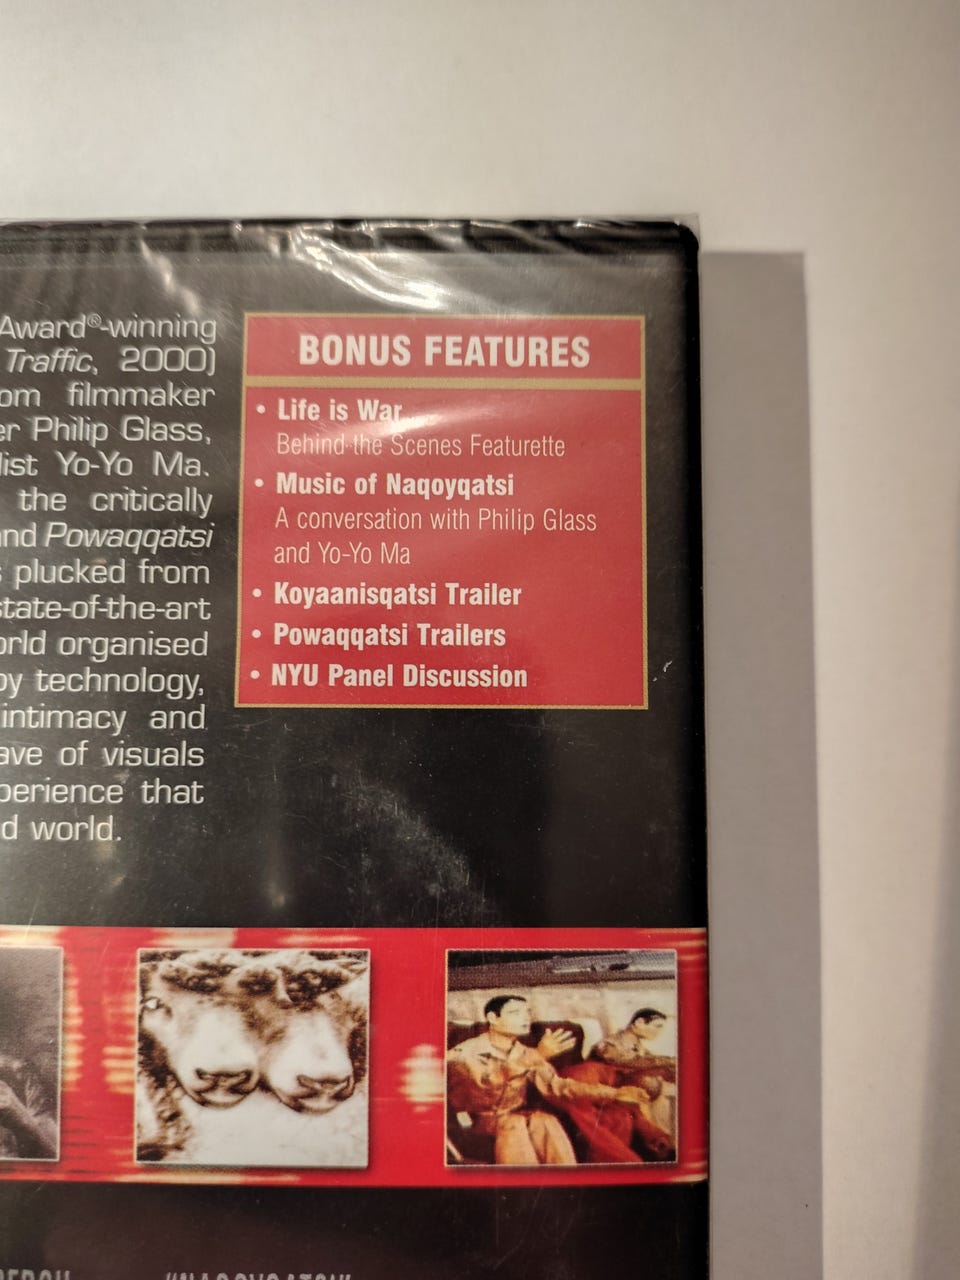 Award®-winning
Traffic, 2000)
om filmmaker
er Philip Glass,
list Yo-Yo Ma.
the critically
nd Powaqqatsi
s plucked from
state-of-the-art
orld organised
by technology,
intimacy and
ave of visuals
perience that
d world.
BONUS FEATURES
• Life is War
Behind the Scenes Featurette
• Music of Naqoyqatsi
A conversation with Philip Glass
and Yo-Yo Ma
• Koyaanisqatsi Trailer
• Powaqqatsi Trailers
• NYU Panel Discussion
"NAQOYQATSI"